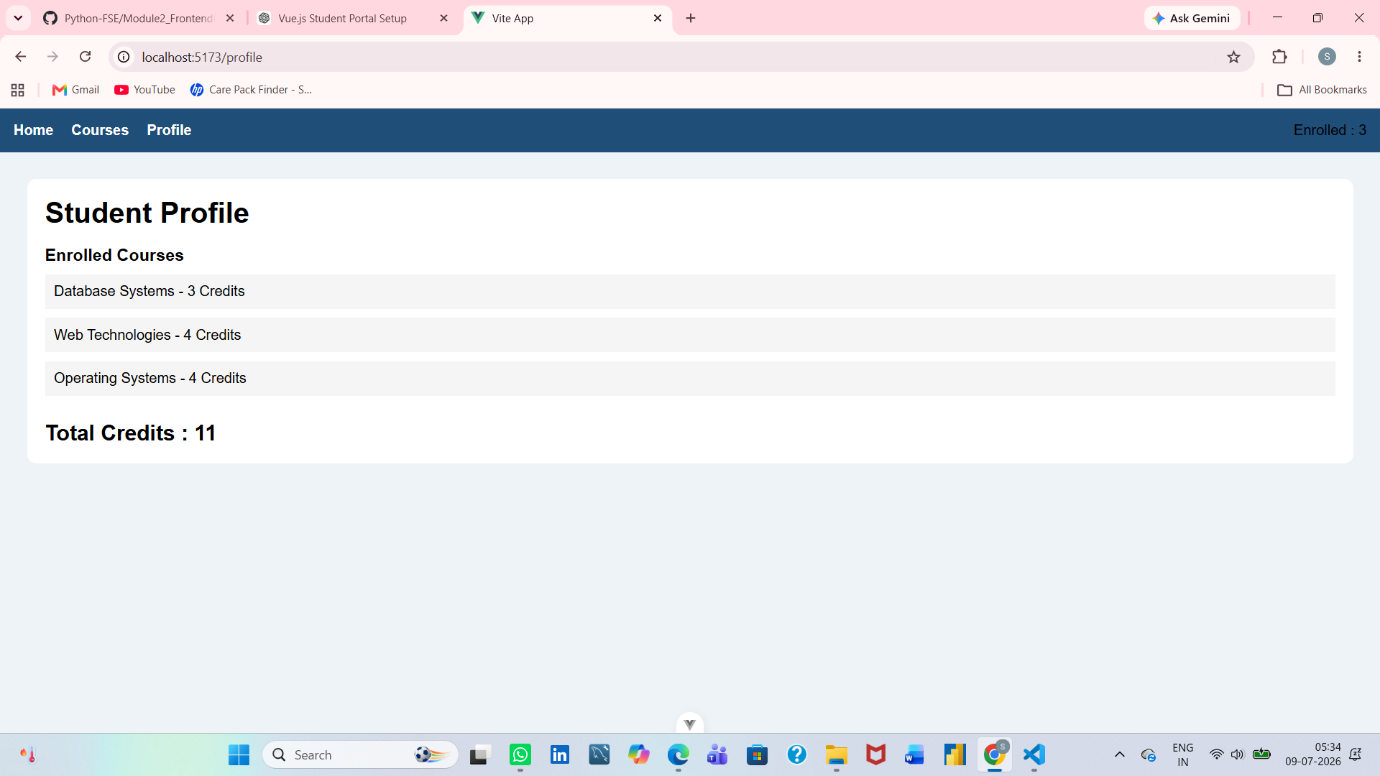 Python-FSE/Module2_Frontend
Vue.js Student Portal Setup
Vite App
Ask Gemini
localhost:5173/profile
S
Gmail
YouTube
Care Pack Finder - S...
All Bookmarks
Home
Courses
Profile
Enrolled : 3
Student Profile
Enrolled Courses
Database Systems - 3 Credits
Web Technologies - 4 Credits
Operating Systems - 4 Credits
Total Credits : 11
Search
ENG
IN
05:34
09-07-2026